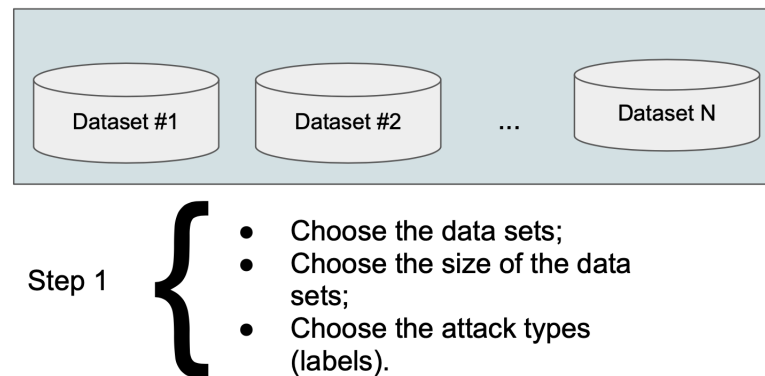 Dataset #1
Dataset #2
...
Dataset N
Step 1
● Choose the data sets;
● Choose the size of the data
sets;
● Choose the attack types
(labels).